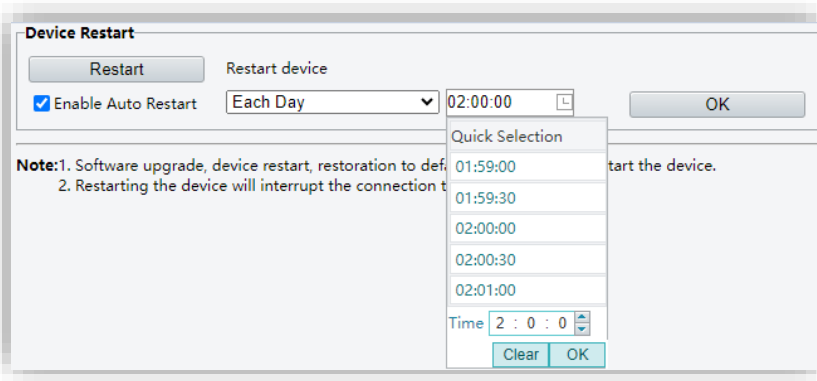 Device Restart
Restart Restart device
Enable Auto Restart Each Day 02:00:00 OK
Quick Selection
Note:1. Software upgrade, device restart, restoration to def 01:59:00 tart the device.
2. Restarting the device will interrupt the connection t 01:59:30
02:00:00
02:00:30
02:01:00
Time 2 : 0 : 0
Clear OK